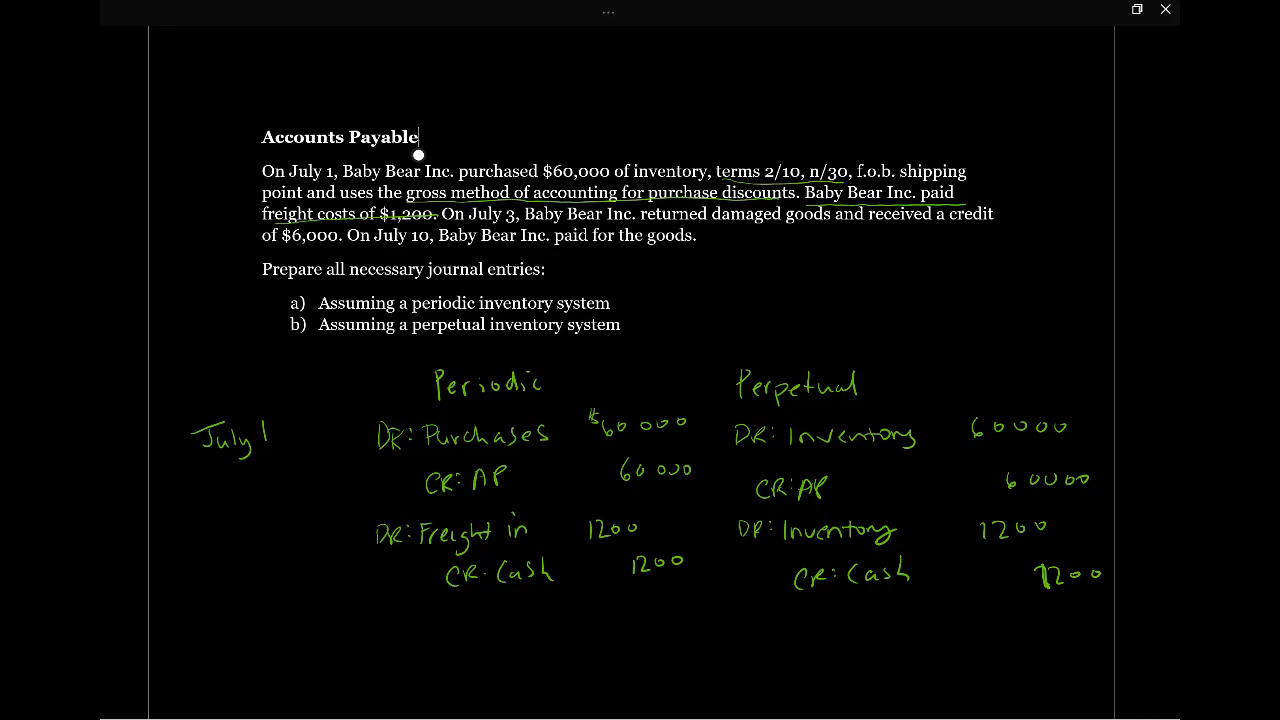 Accounts Payable
On July 1, Baby Bear Inc. purchased $60,000 of inventory, terms 2/10, n/30, f.o.b. shipping
point and uses the gross method of accounting for purchase discounts. Baby Bear Inc. paid
freight costs of $1,200. On July 3, Baby Bear Inc. returned damaged goods and received a credit
of $6,000. On July 10, Baby Bear Inc. paid for the goods.
Prepare all necessary journal entries:
a) Assuming a periodic inventory system
b) Assuming a perpetual inventory system
Periodic Perpetual
July 1 DR: Purchases $60000 DR: Inventory 60000
CR: AP 60000 CR: AP 60000
DR: Freight in 1200 DR: Inventory 1200
CR: Cash 1200 CR: Cash 1200